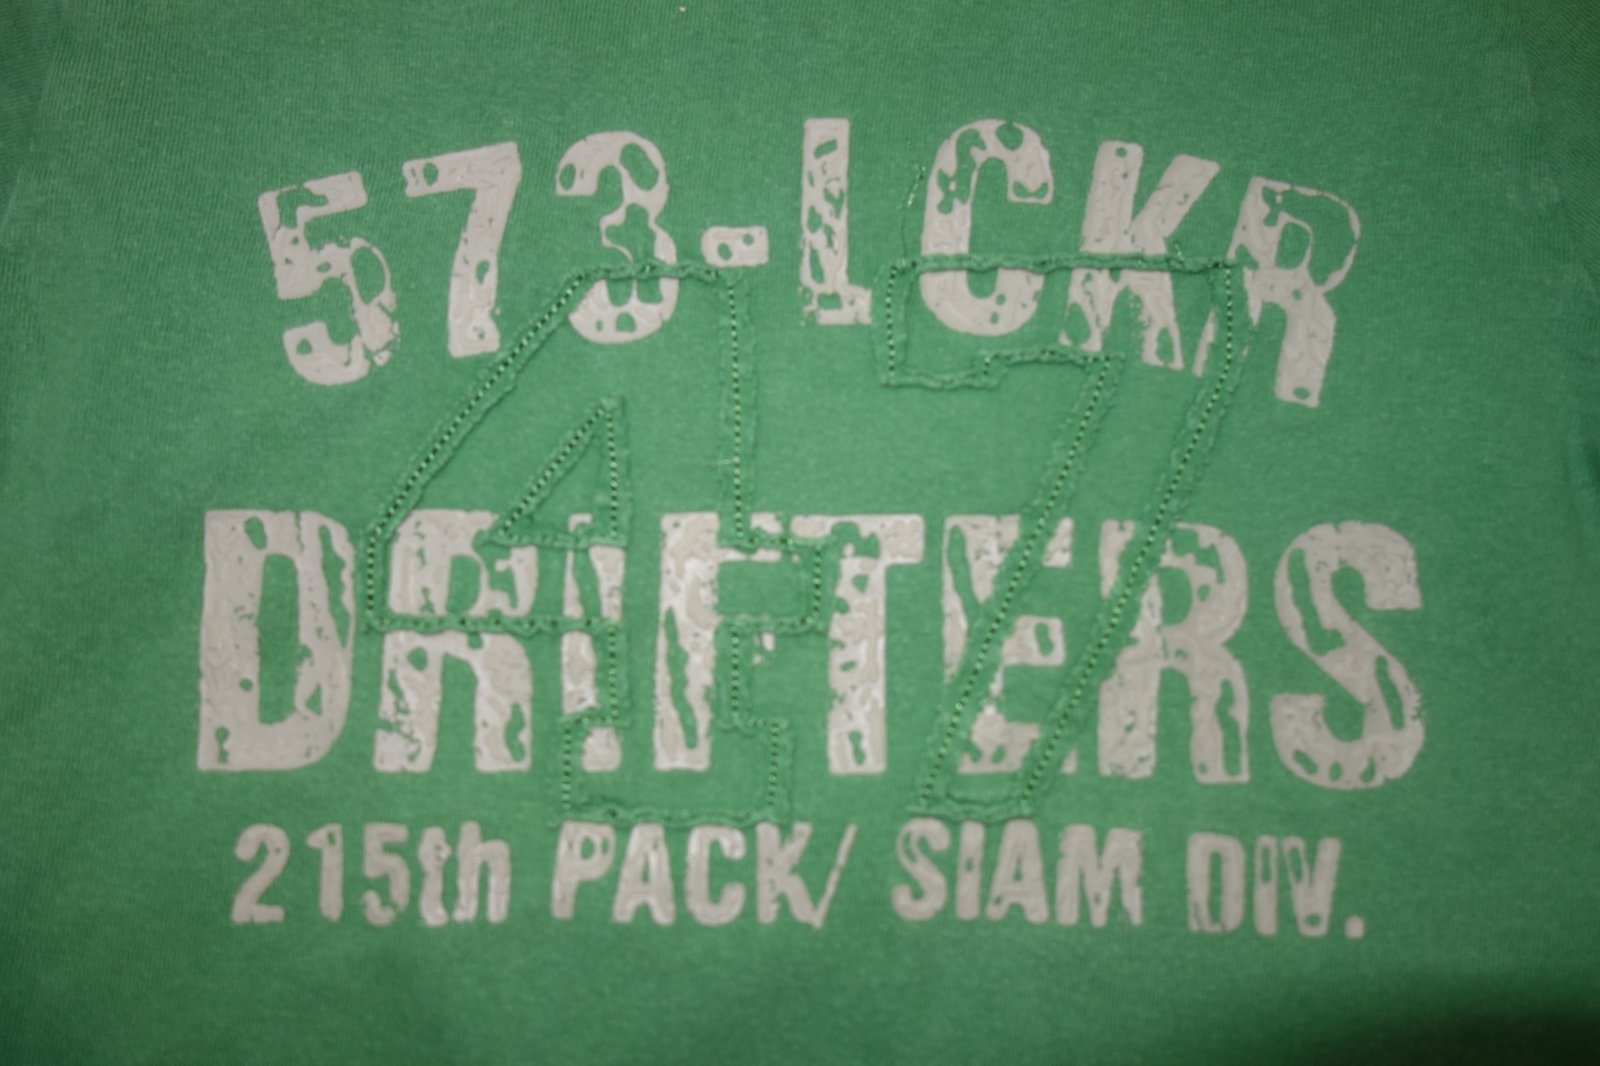 573-LCKR
47
DRIFTERS
215th PACK/ SIAM DIV.